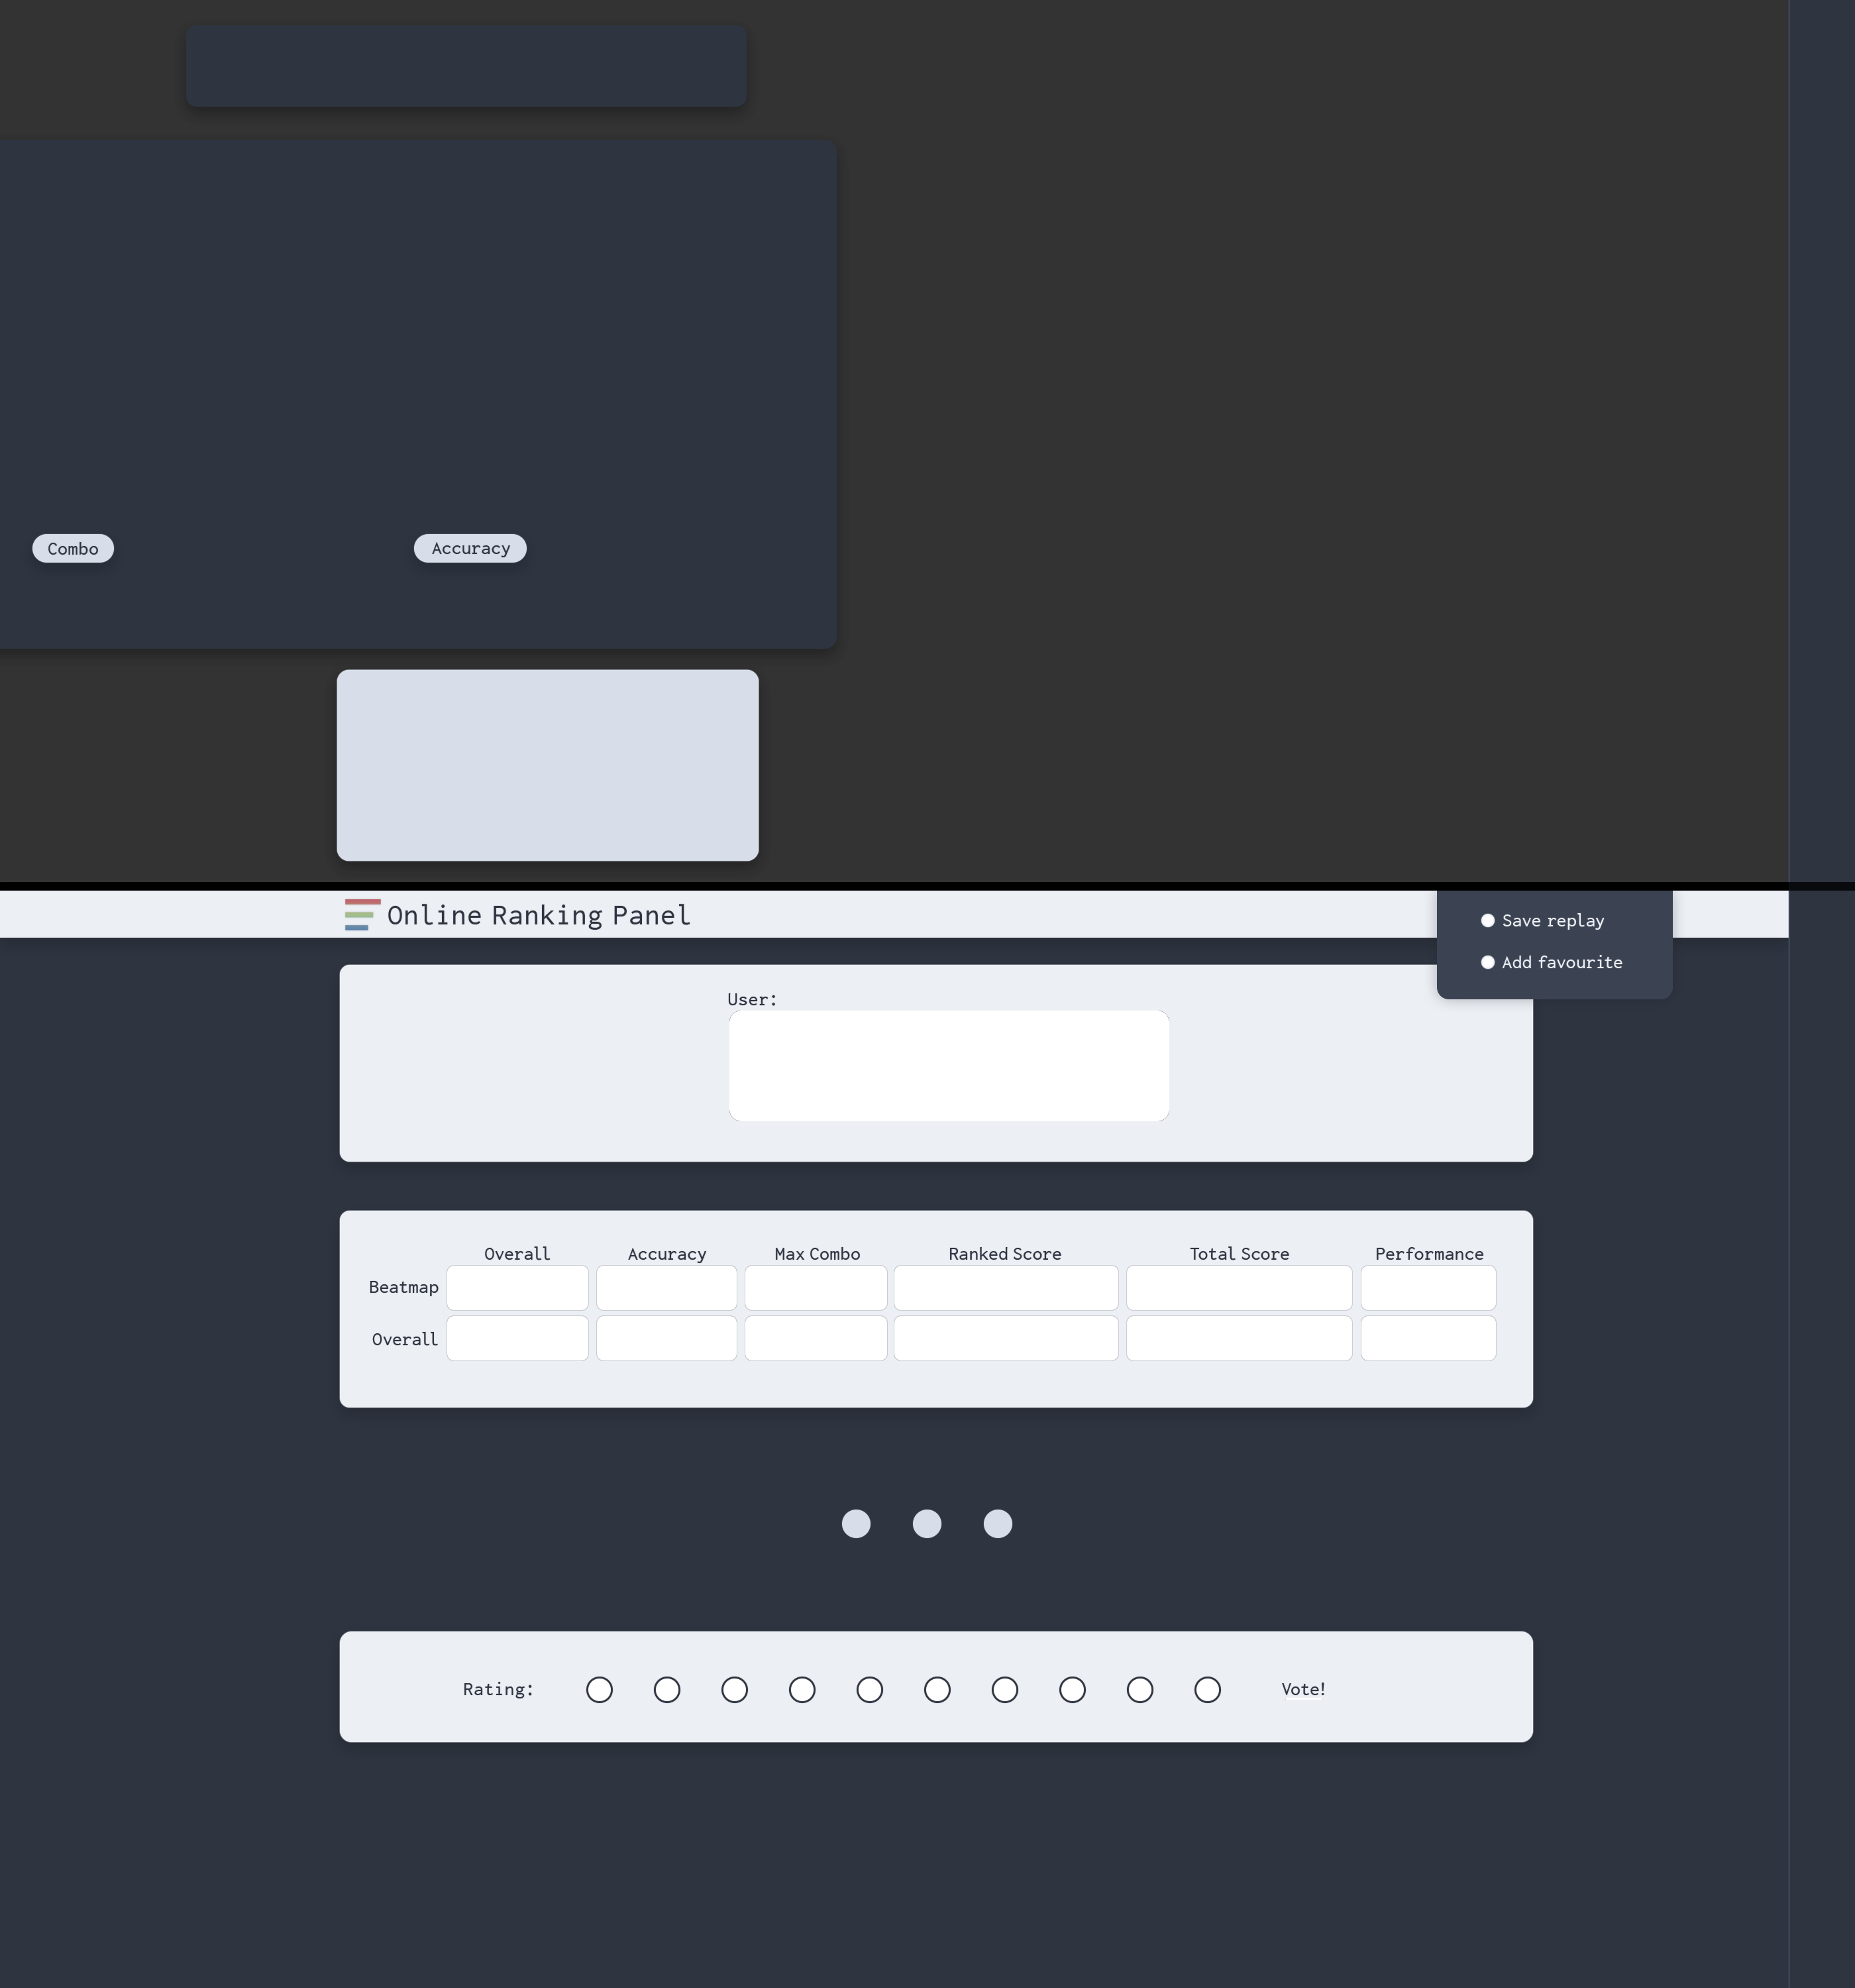 Combo Accuracy
Online Ranking Panel
Save replay
Add favourite
User:
Overall Accuracy Max Combo Ranked Score Total Score Performance
Beatmap
Overall
Rating: Vote!